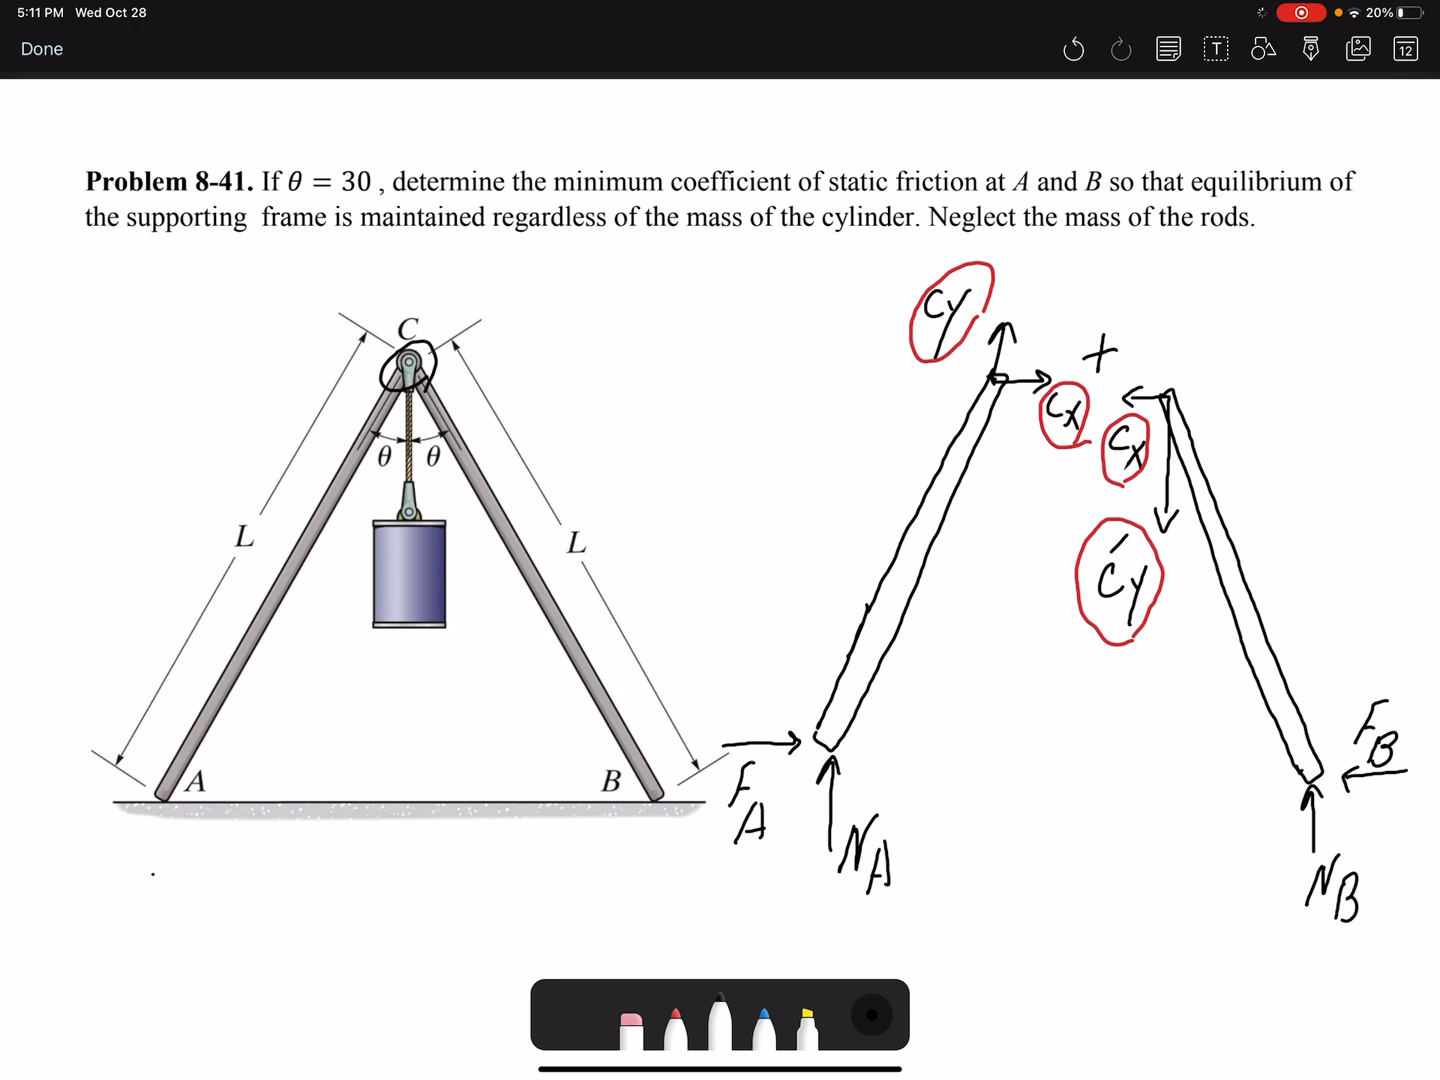 5:11 PM Wed Oct 28
20%
Done
T
12
Problem 8-41. If θ = 30 , determine the minimum coefficient of static friction at A and B so that equilibrium of
the supporting frame is maintained regardless of the mass of the cylinder. Neglect the mass of the rods.
C
θ θ
L
L
A
B
Cy
+
Cx
Cx
C′y
FA
NA
FB
NB